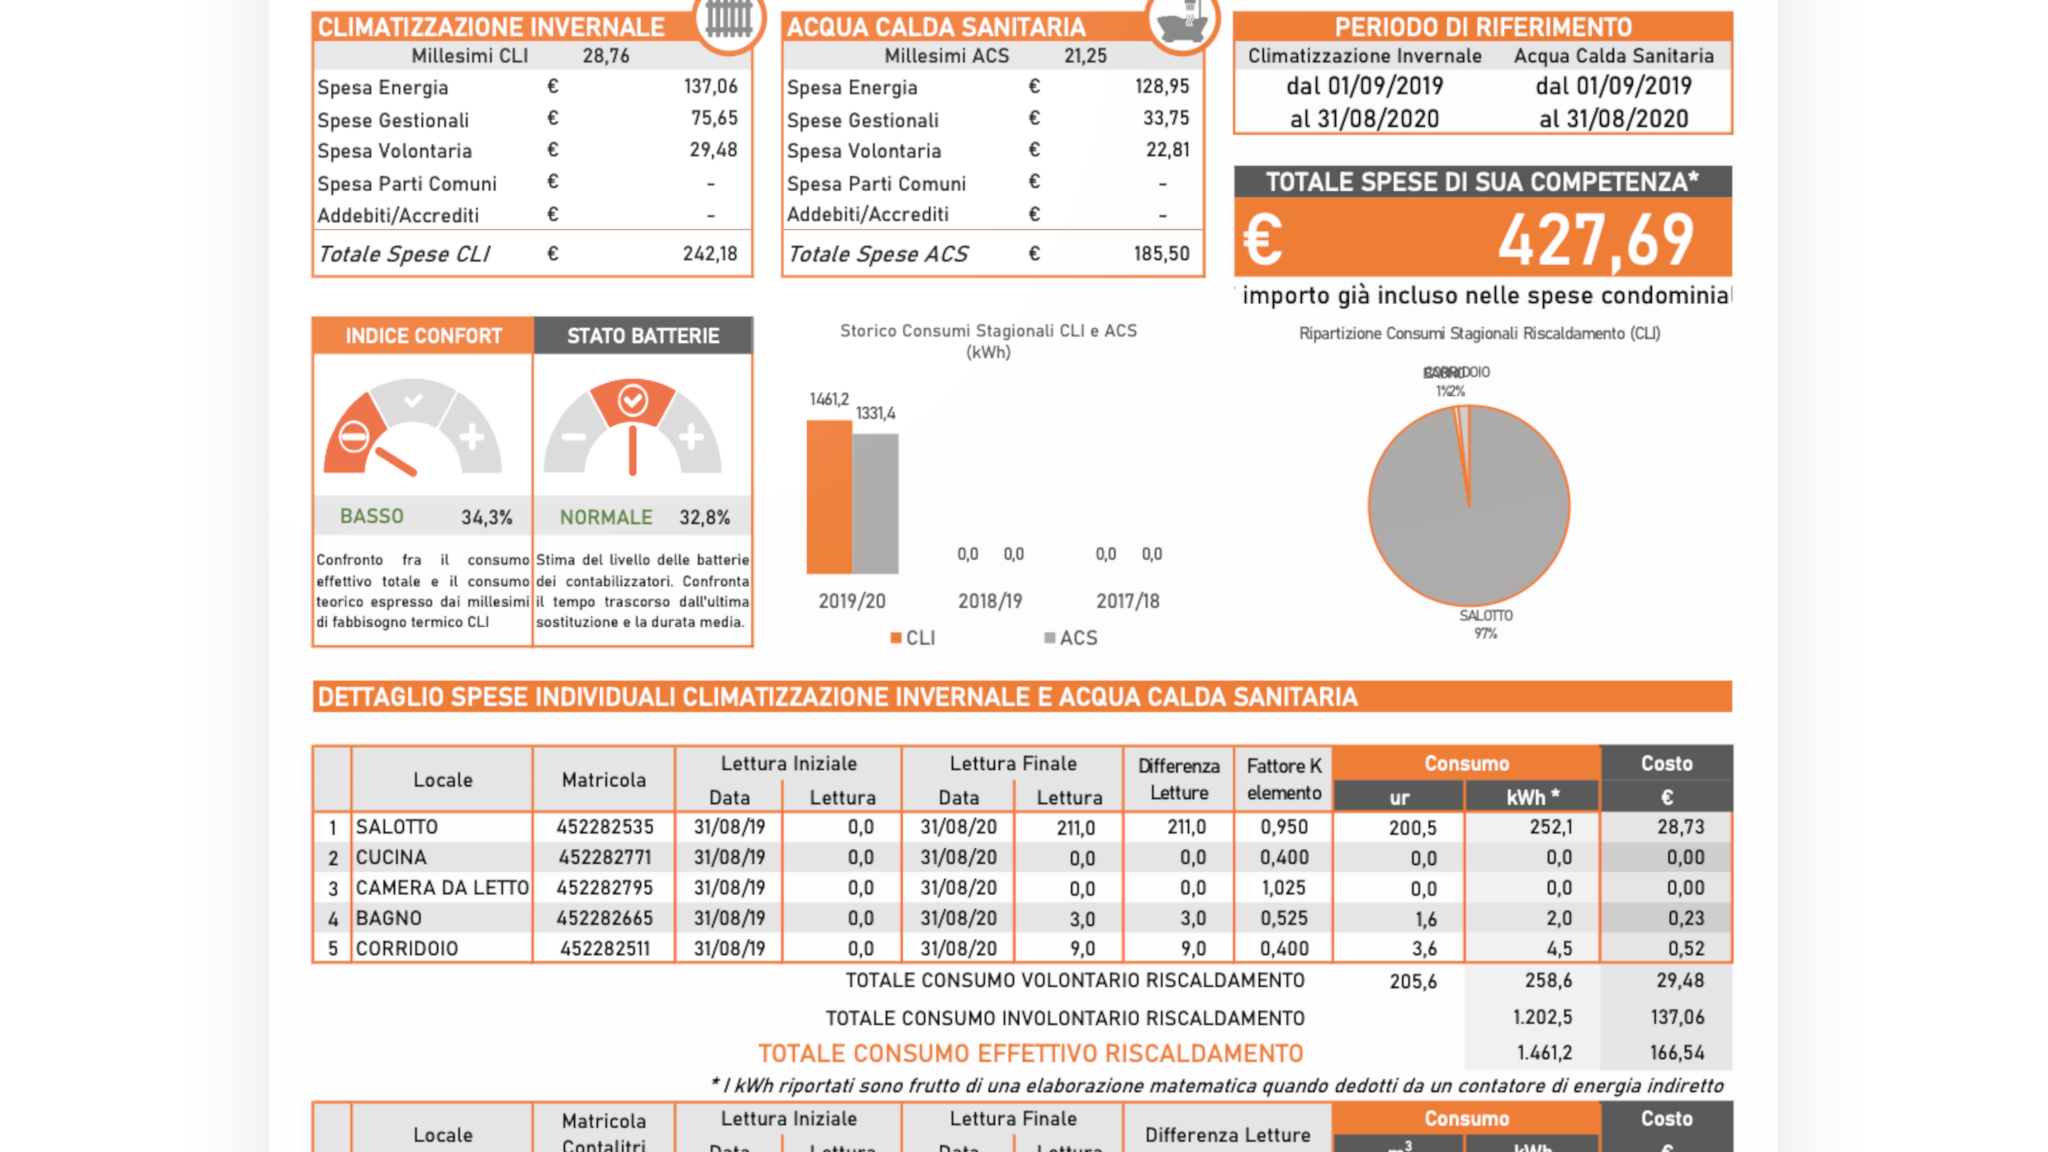 CLIMATIZZAZIONE INVERNALE
Millesimi CLI 28,76
Spesa Energia € 137,06
Spese Gestionali € 75,65
Spesa Volontaria € 29,48
Spesa Parti Comuni € -
Addebiti/Accrediti € -
Totale Spese CLI € 242,18
ACQUA CALDA SANITARIA
Millesimi ACS 21,25
Spesa Energia € 128,95
Spese Gestionali € 33,75
Spesa Volontaria € 22,81
Spesa Parti Comuni € -
Addebiti/Accrediti € -
Totale Spese ACS € 185,50
PERIODO DI RIFERIMENTO
Climatizzazione Invernale Acqua Calda Sanitaria
dal 01/09/2019 dal 01/09/2019
al 31/08/2020 al 31/08/2020
TOTALE SPESE DI SUA COMPETENZA*
€ 427,69
importo già incluso nelle spese condominial
INDICE CONFORT
BASSO 34,3%
Confronto fra il consumo
effettivo totale e il consumo
teorico espresso dai millesimi
di fabbisogno termico CLI
STATO BATTERIE
NORMALE 32,8%
Stima del livello delle batterie
dei contabilizzatori. Confronta
il tempo trascorso dall'ultima
sostituzione e la durata media.
Storico Consumi Stagionali CLI e ACS
(kWh)
1461,2
1331,4
0,0 0,0 0,0 0,0
2019/20 2018/19 2017/18
CLI ACS
Ripartizione Consumi Stagionali Riscaldamento (CLI)
BAGNO CORRIDOIO
1% 2%
SALOTTO
97%
DETTAGLIO SPESE INDIVIDUALI CLIMATIZZAZIONE INVERNALE E ACQUA CALDA SANITARIA
Locale Matricola Lettura Iniziale Lettura Finale Differenza Letture Fattore K elemento Consumo Costo
Data Lettura Data Lettura ur kWh * €
1 SALOTTO 452282535 31/08/19 0,0 31/08/20 211,0 211,0 0,950 200,5 252,1 28,73
2 CUCINA 452282771 31/08/19 0,0 31/08/20 0,0 0,0 0,400 0,0 0,0 0,00
3 CAMERA DA LETTO 452282795 31/08/19 0,0 31/08/20 0,0 0,0 1,025 0,0 0,0 0,00
4 BAGNO 452282665 31/08/19 0,0 31/08/20 3,0 3,0 0,525 1,6 2,0 0,23
5 CORRIDOIO 452282511 31/08/19 0,0 31/08/20 9,0 9,0 0,400 3,6 4,5 0,52
TOTALE CONSUMO VOLONTARIO RISCALDAMENTO 205,6 258,6 29,48
TOTALE CONSUMO INVOLONTARIO RISCALDAMENTO 1.202,5 137,06
TOTALE CONSUMO EFFETTIVO RISCALDAMENTO 1.461,2 166,54
* I kWh riportati sono frutto di una elaborazione matematica quando dedotti da un contatore di energia indiretto
Locale Matricola Contalitri Lettura Iniziale Lettura Finale Differenza Letture Consumo Costo
Data Lettura Data Lettura m³ kWh €